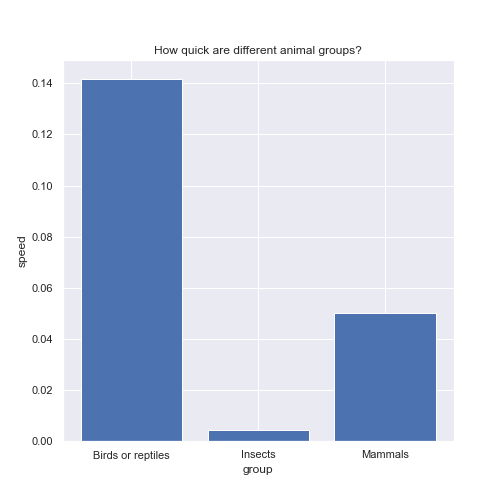 How quick are different animal groups?
0.14
0.12
0.10
0.08
0.06
0.04
0.02
0.00
speed
Birds or reptiles Insects Mammals
group